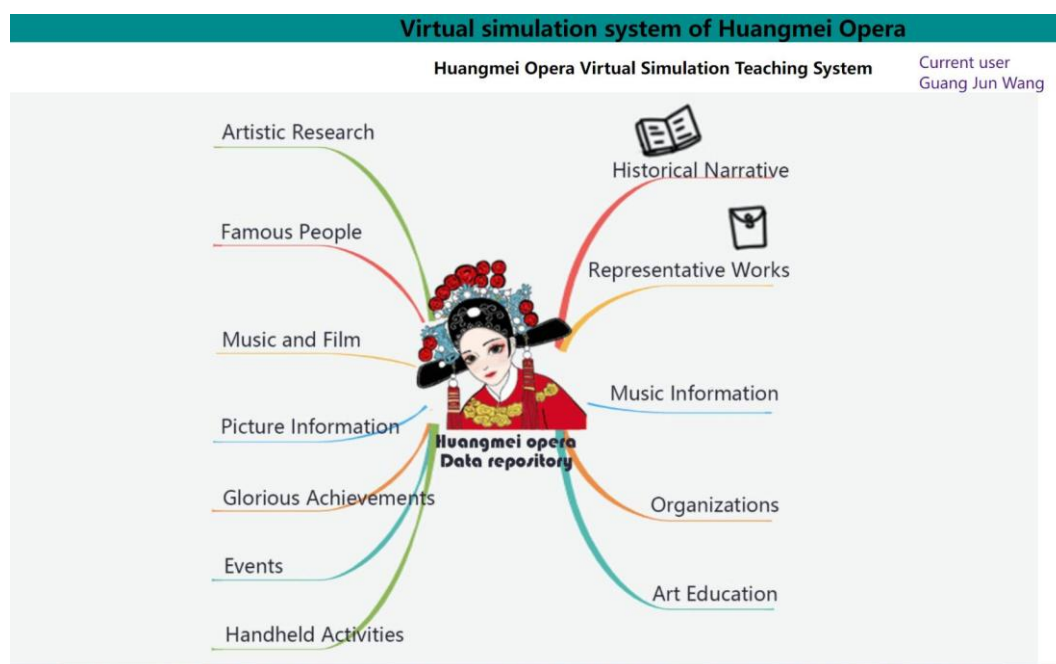 Virtual simulation system of Huangmei Opera
Huangmei Opera Virtual Simulation Teaching System
Current user
Guang Jun Wang
Artistic Research
Famous People
Music and Film
Picture Information
Glorious Achievements
Events
Handheld Activities
Huangmei opera
Data repository
Historical Narrative
Representative Works
Music Information
Organizations
Art Education